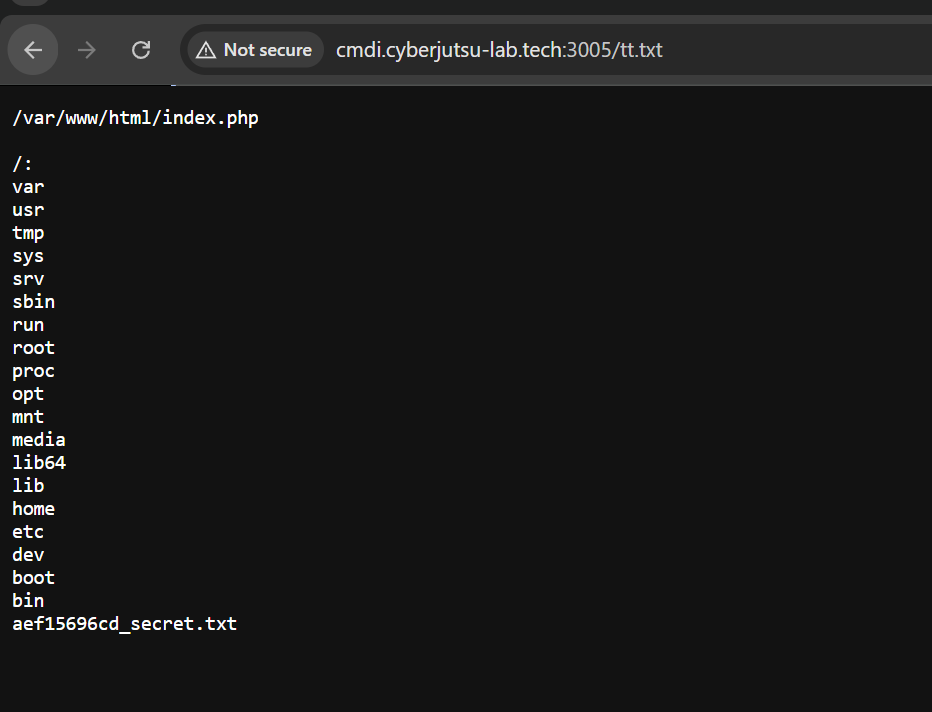 Not secure cmdi.cyberjutsu-lab.tech:3005/tt.txt
/var/www/html/index.php
/:
var
usr
tmp
sys
srv
sbin
run
root
proc
opt
mnt
media
lib64
lib
home
etc
dev
boot
bin
aef15696cd_secret.txt